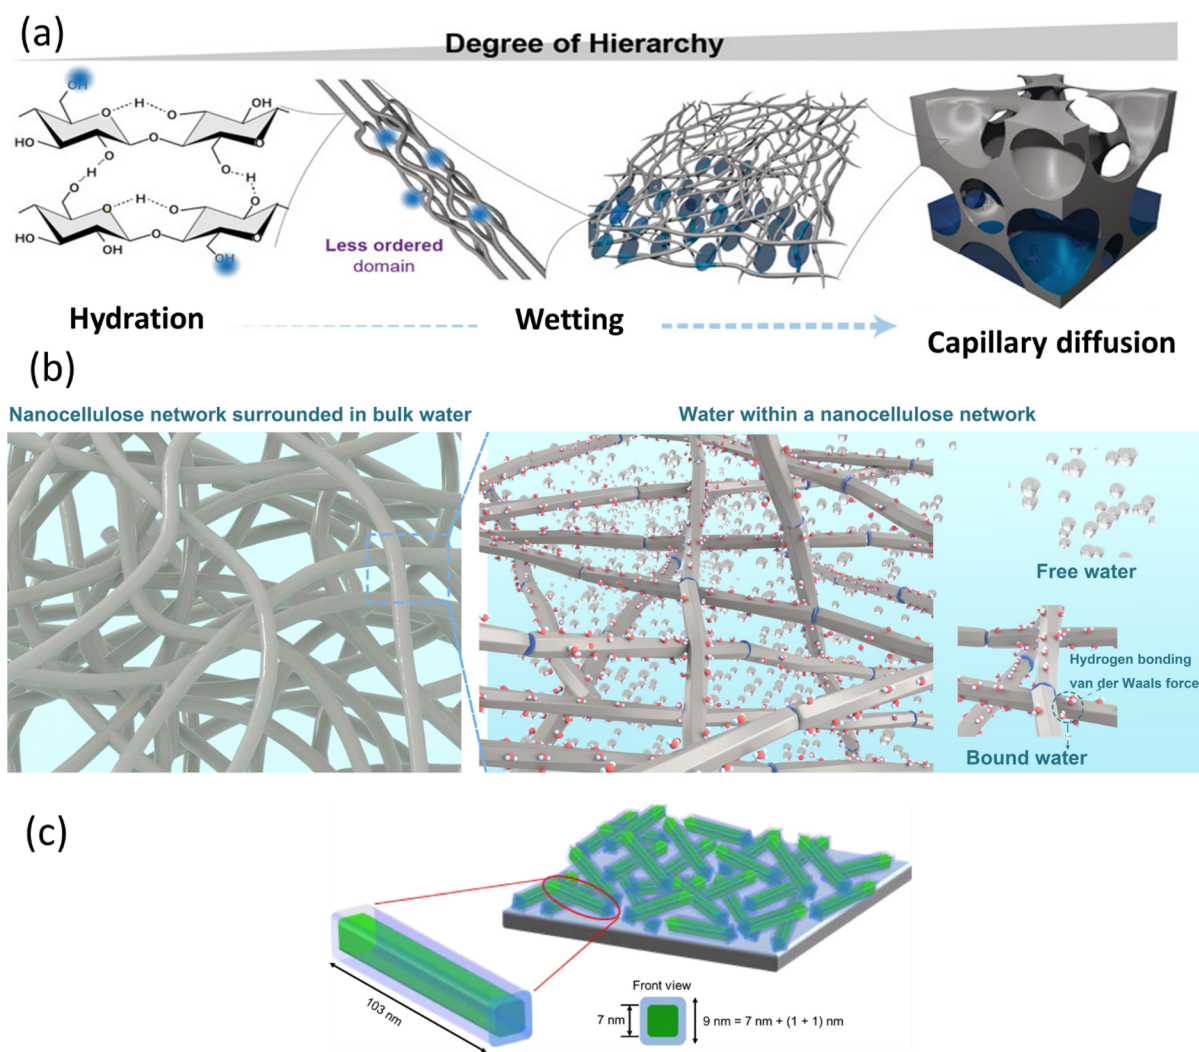 (a)
Degree of Hierarchy
OH
O
H
O
OH
HO
O
O
O
OH
O
H
O
H
O
O
H
O
O
HO
OH
O
O
OH
Less ordered
domain
Hydration
Wetting
Capillary diffusion
(b)
Nanocellulose network surrounded in bulk water
Water within a nanocellulose network
Free water
Hydrogen bonding
van der Waals force
Bound water
(c)
103 nm
Front view
7 nm
9 nm = 7 nm + (1 + 1) nm